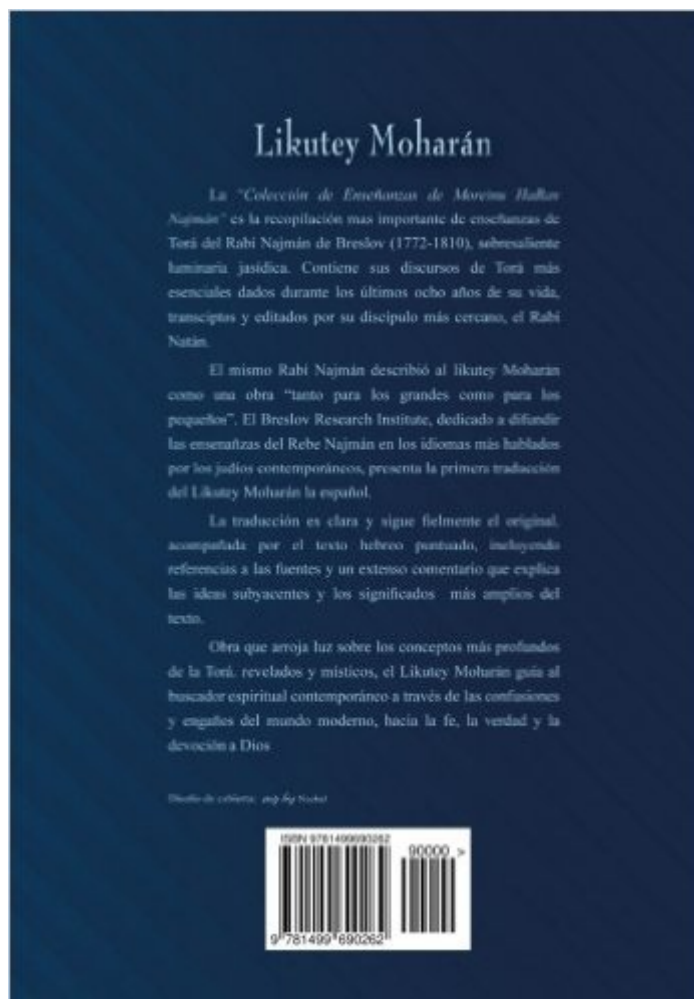 Likutey Moharán
La "Colección de Enseñanzas de Moreinu HaRav
Najmán" es la recopilación mas importante de enseñanzas de
Torá del Rabí Najmán de Breslov (1772-1810), sobresaliente
luminaria jasídica. Contiene sus discursos de Torá más
esenciales dados durante los últimos ocho años de su vida,
transcriptos y editados por su discípulo más cercano, el Rabí
Natán.
El mismo Rabí Najmán describió al likutey Moharán
como una obra "tanto para los grandes como para los
pequeños". El Breslov Research Institute, dedicado a difundir
las enseñanzas del Rebe Najmán en los idiomas más hablados
por los judíos contemporáneos, presenta la primera traducción
del Likutey Moharán la español.
La traducción es clara y sigue fielmente el original.
acompañada por el texto hebreo puntuado, incluyendo
referencias a las fuentes y un extenso comentario que explica
las ideas subyacentes y los significados más amplios del
texto.
Obra que arroja luz sobre los conceptos más profundos
de la Torá. revelados y místicos, el Likutey Moharán guía al
buscador espiritual contemporáneo a través de las confusiones
y engaños del mundo moderno, hacia la fe, la verdad y la
devoción a Dios
Diseño de cubierta:
ISBN 9781499690262
90000 >
9 781499 690262